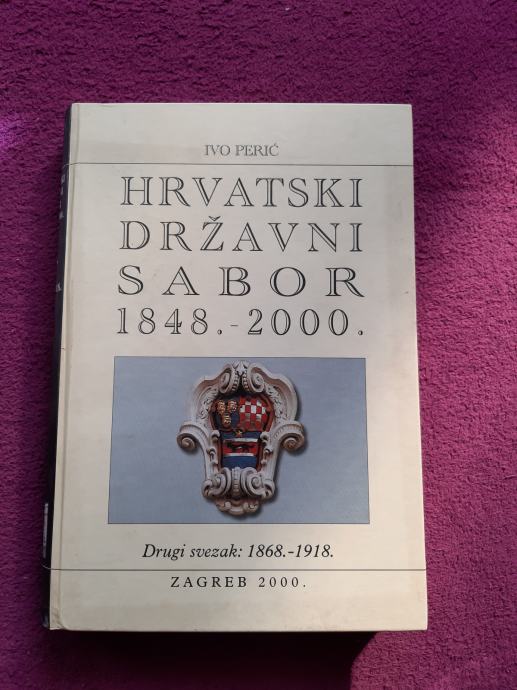 IVO PERIĆ
HRVATSKI
DRŽAVNI
SABOR
1848.-2000.
Drugi svezak: 1868.-1918.
ZAGREB 2000.